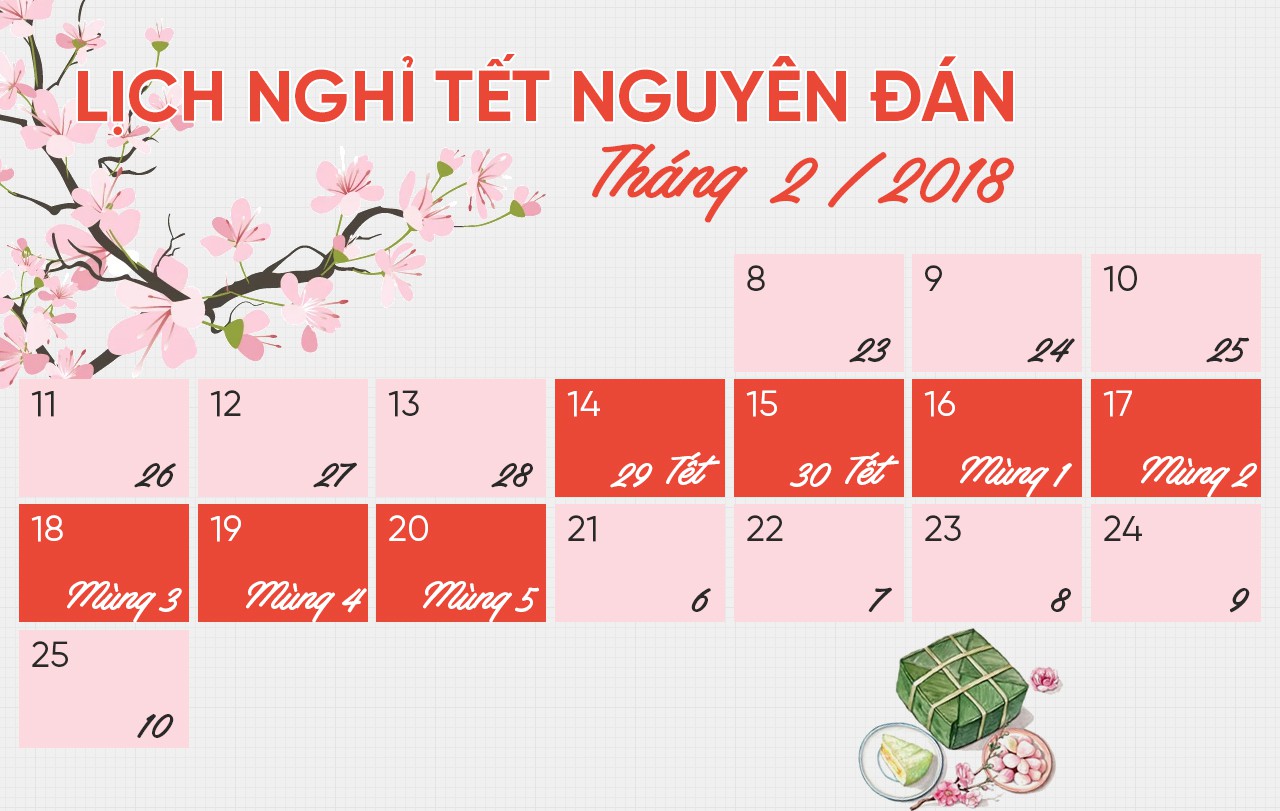 LỊCH NGHỈ TẾT NGUYÊN ĐÁN
Tháng 2 / 2018
8 9 10
23 24 25
11 12 13 14 15 16 17
26 27 28 29 Tết 30 Tết Mùng 1 Mùng 2
18 19 20 21 22 23 24
Mùng 3 Mùng 4 Mùng 5 6 7 8 9
25
10